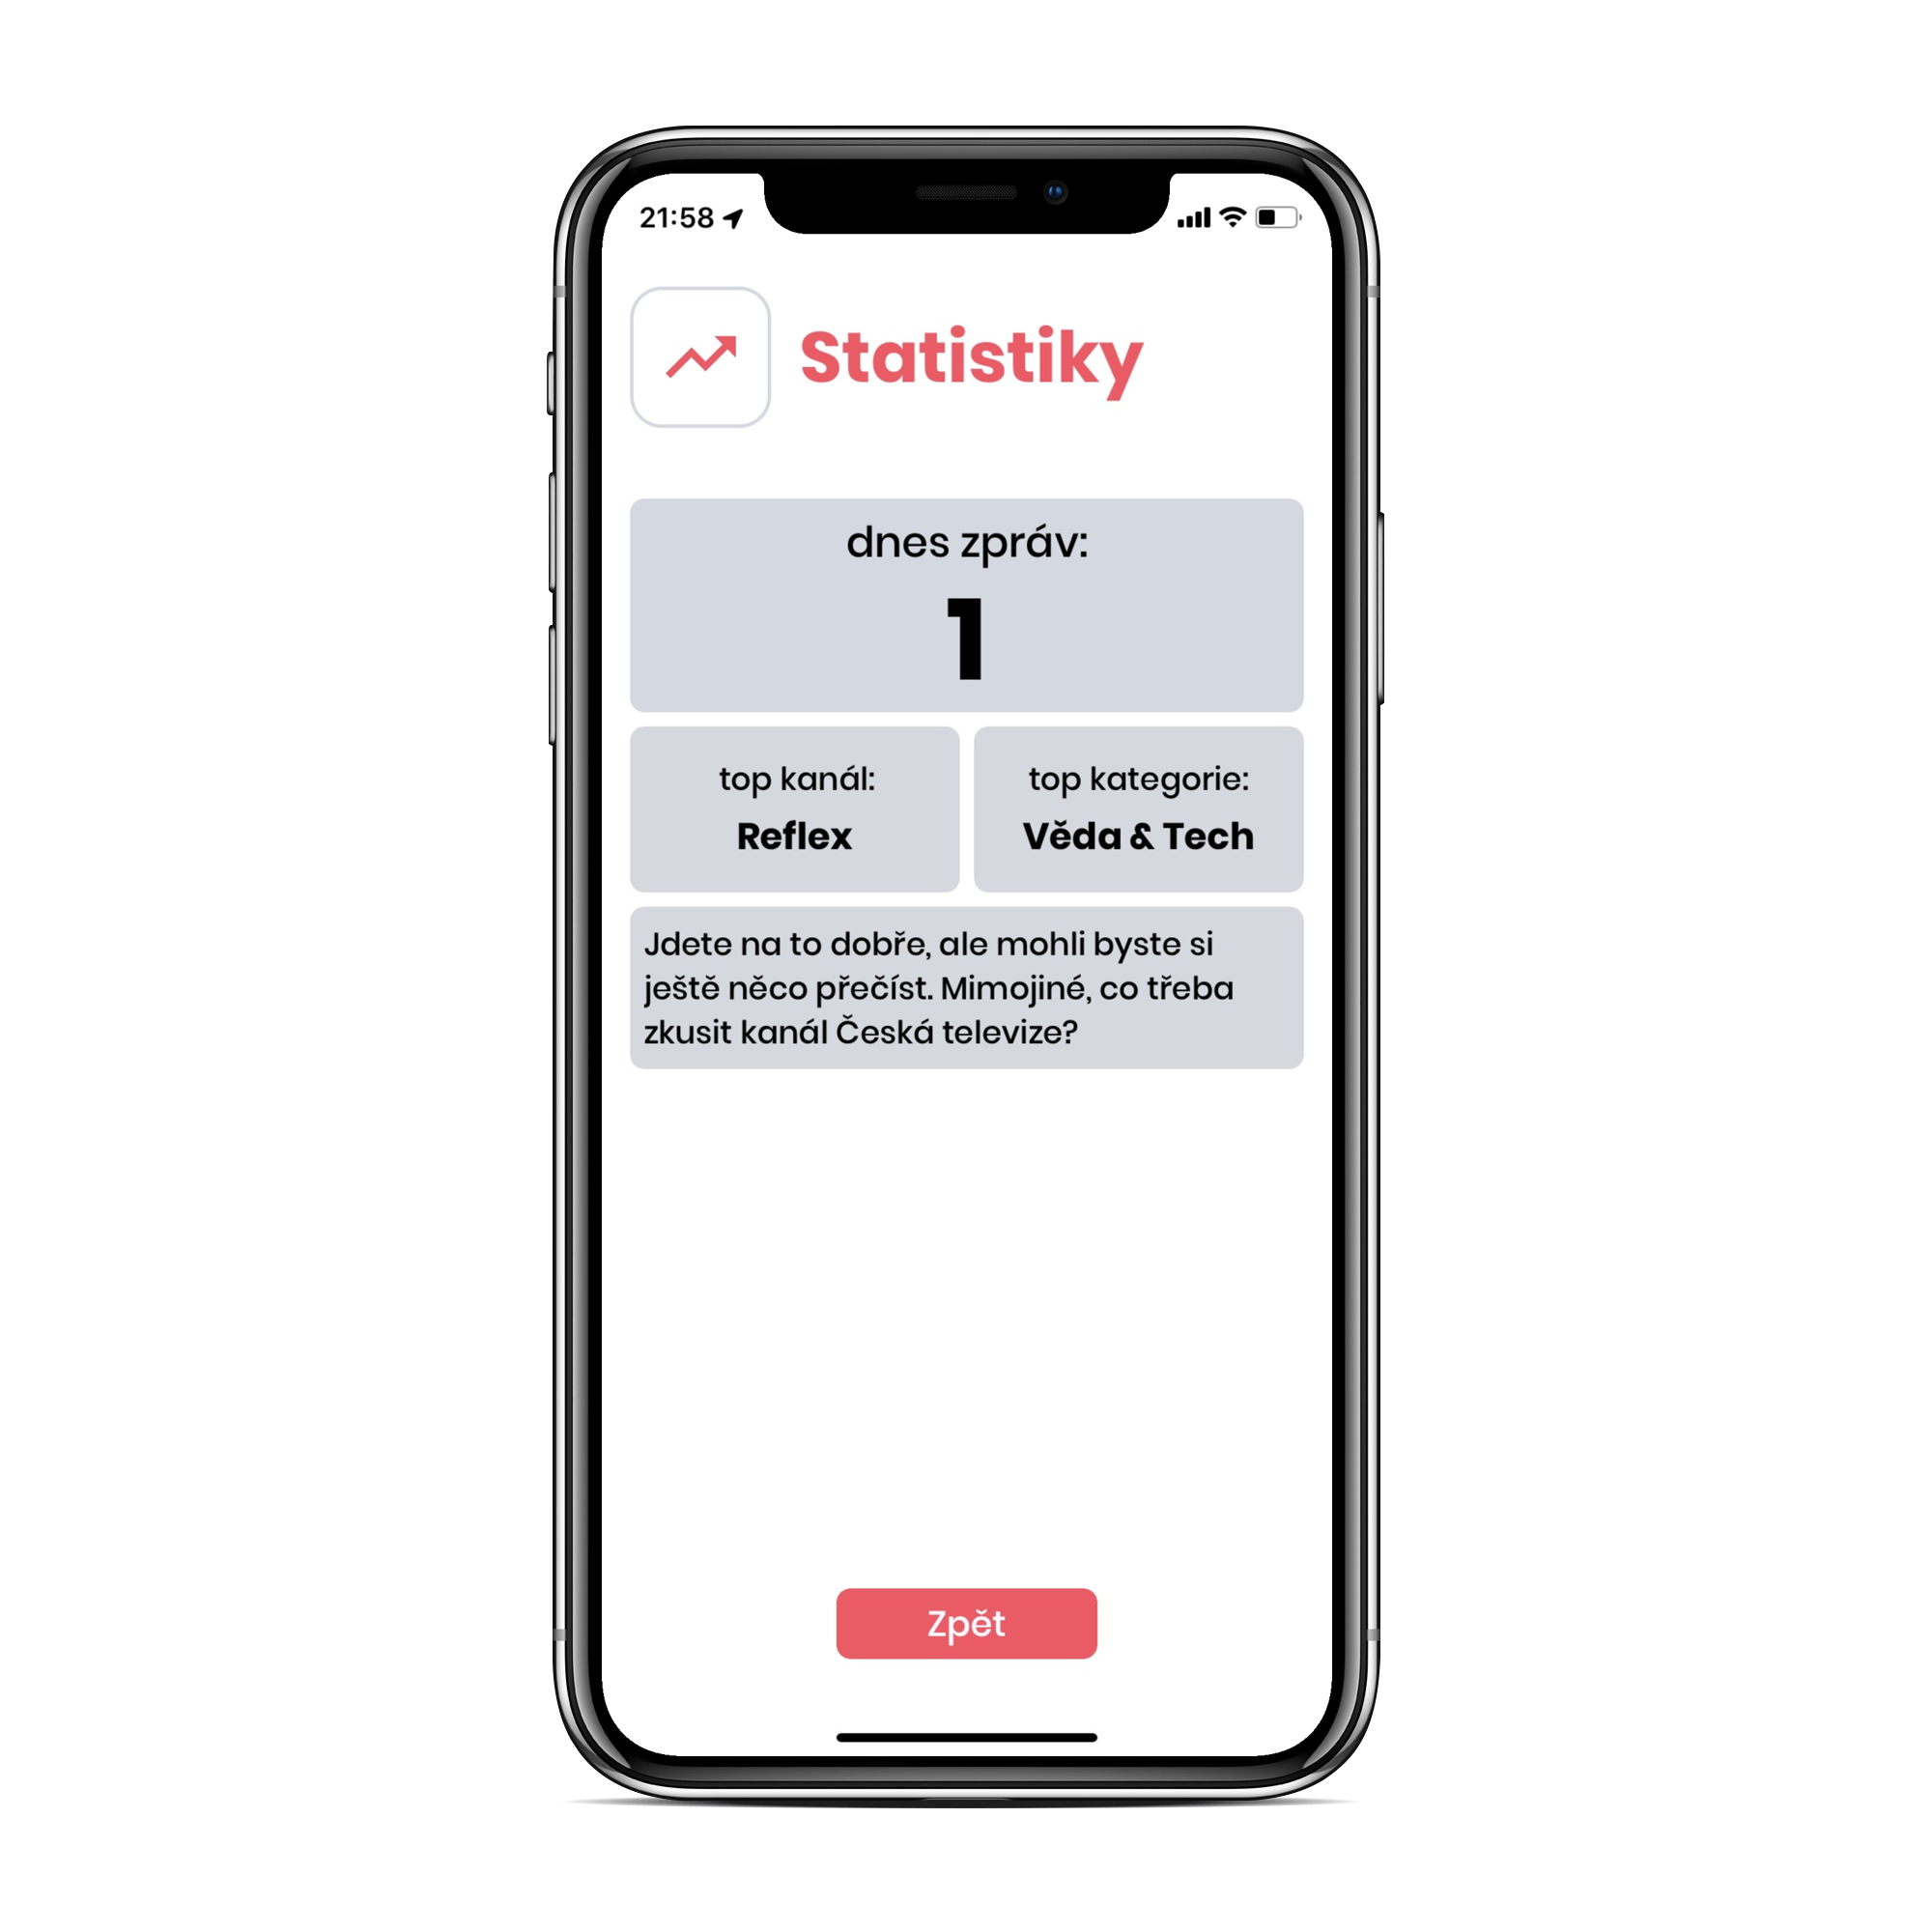 21:58
Statistiky
dnes zpráv:
1
top kanál:
Reflex
top kategorie:
Věda & Tech
Jdete na to dobře, ale mohli byste si
ještě něco přečíst. Mimojiné, co třeba
zkusit kanál Česká televize?
Zpět